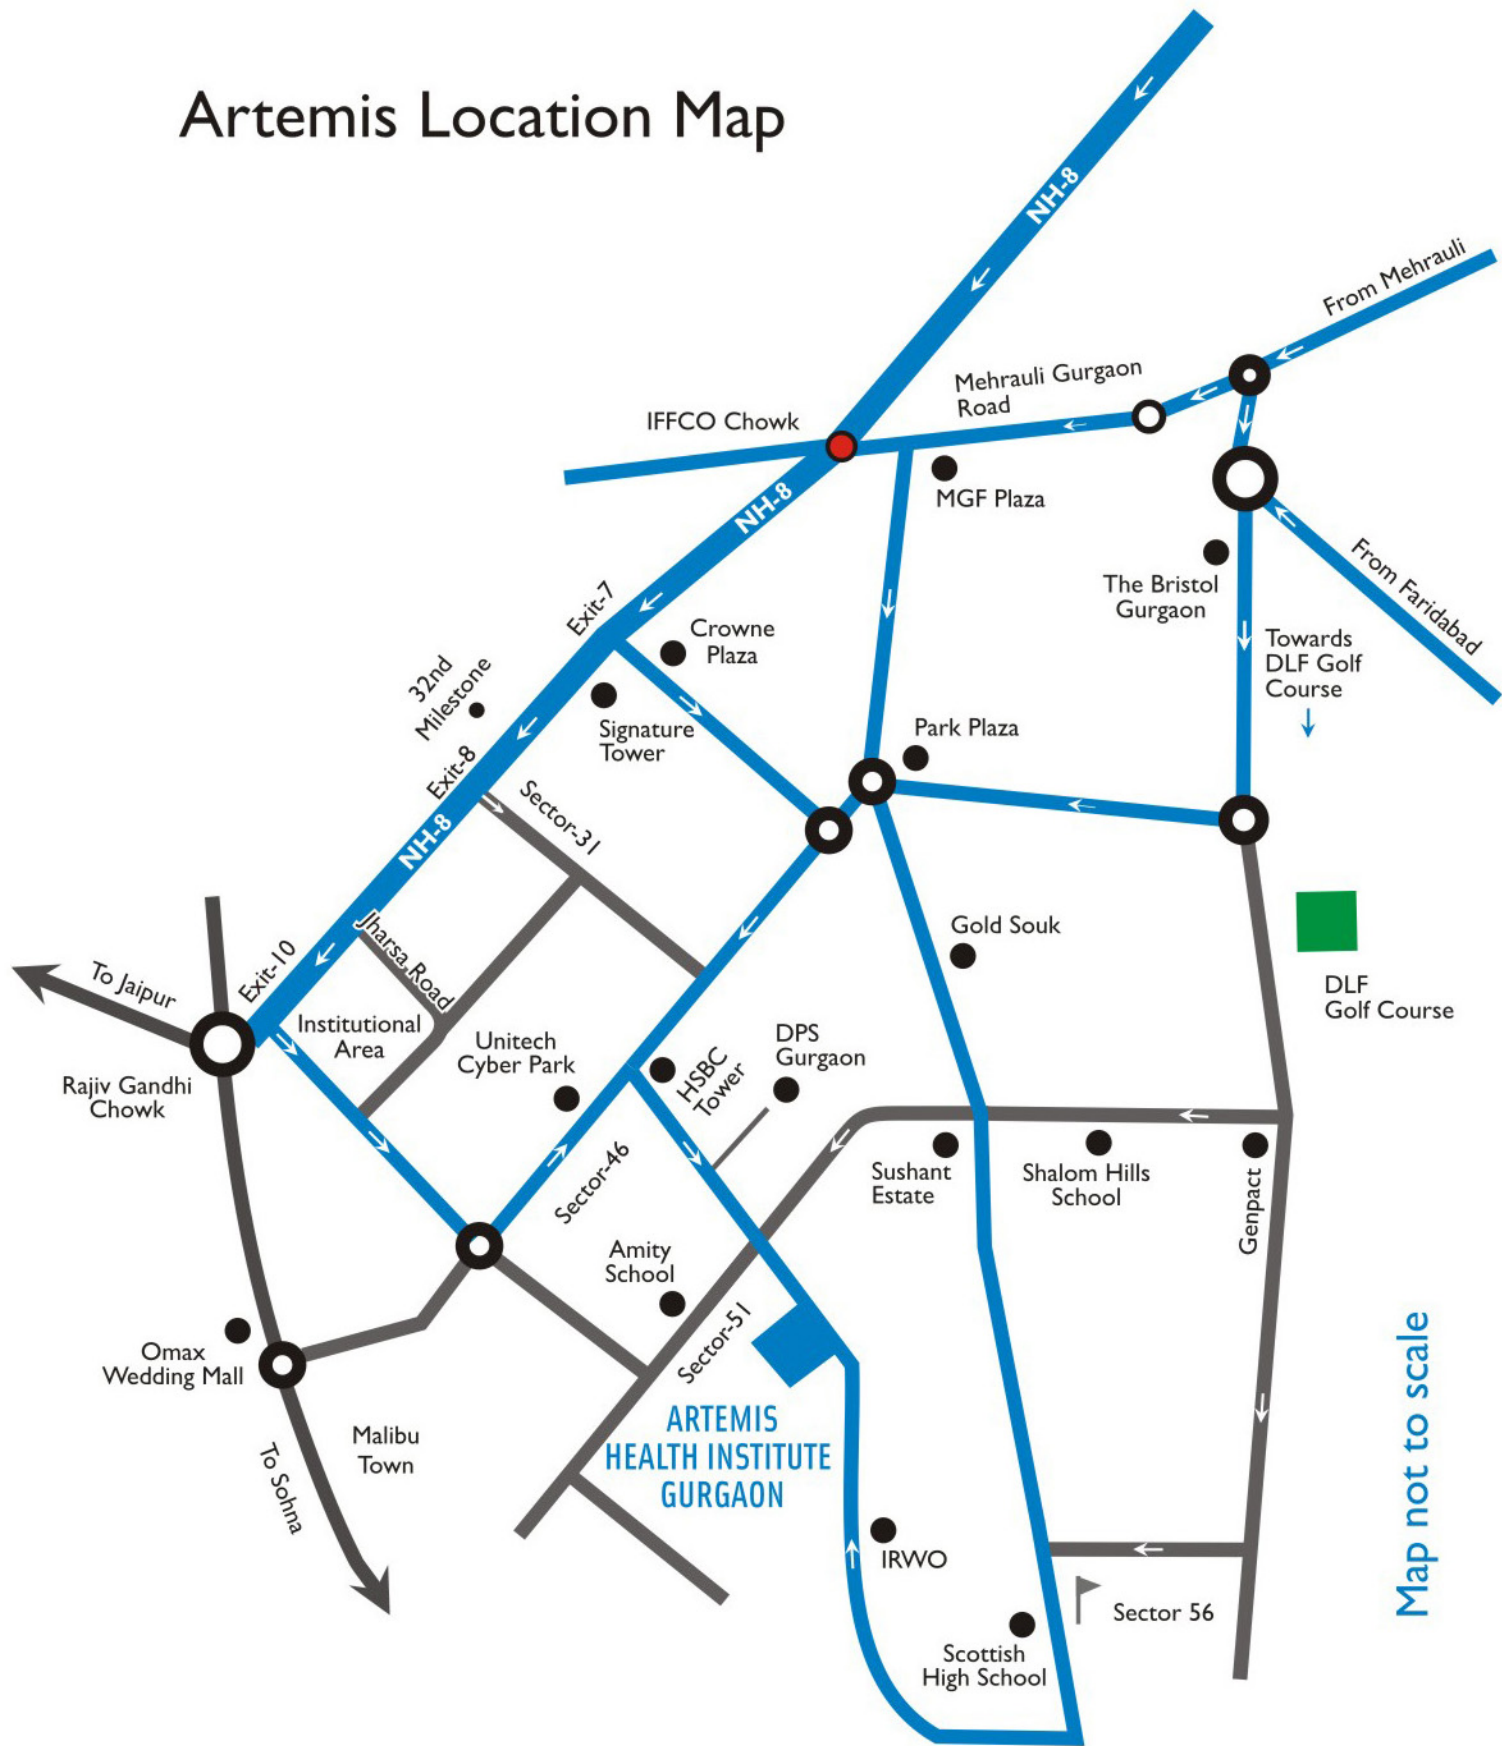 Artemis Location Map
NH-8
From Mehrauli
Mehrauli Gurgaon
Road
IFFCO Chowk
MGF Plaza
NH-8
From Faridabad
The Bristol
Gurgaon
Exit-7
Crowne
Plaza
Towards
DLF Golf
Course
32nd
Milestone
Signature
Tower
Park Plaza
Exit-8
Sector-31
NH-8
Gold Souk
Jharsa Road
Exit-10
To Jaipur
DLF
Golf Course
Institutional
Area
Unitech
Cyber Park
HSBC
Tower
DPS
Gurgaon
Rajiv Gandhi
Chowk
Sector-46
Sushant
Estate
Shalom Hills
School
Genpact
Amity
School
Sector-51
Omax
Wedding Mall
Malibu
Town
To Sohna
ARTEMIS
HEALTH INSTITUTE
GURGAON
IRWO
Sector 56
Scottish
High School
Map not to scale